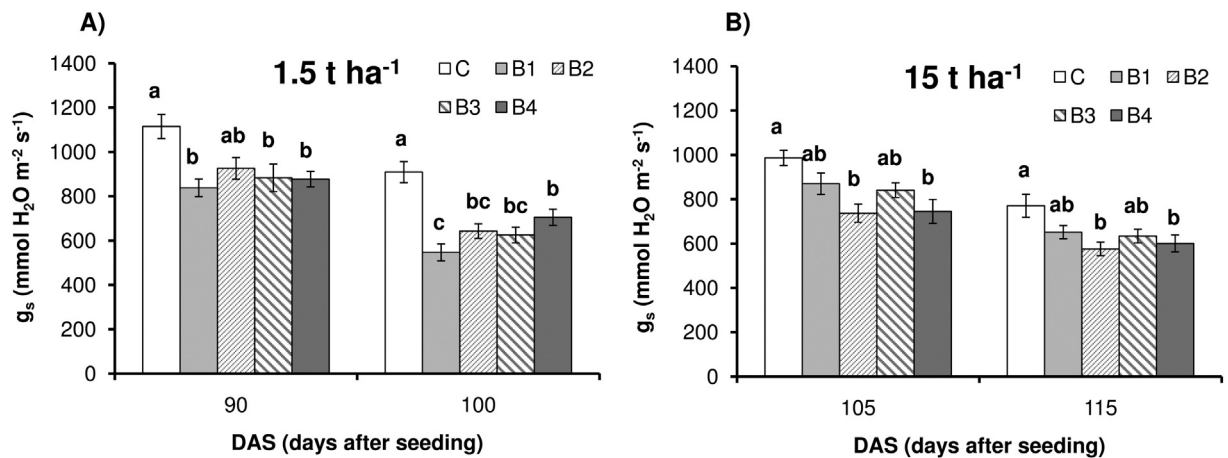 A)
1.5 t ha⁻¹
C B1 B2
B3 B4
1400
1200
1000
800
600
400
200
0
gₛ (mmol H₂O m⁻² s⁻¹)
a
b
ab
b
b
a
c
bc
bc
b
90
100
DAS (days after seeding)
B)
15 t ha⁻¹
C B1 B2
B3 B4
1400
1200
1000
800
600
400
200
0
gₛ (mmol H₂O m⁻² s⁻¹)
a
ab
b
ab
b
a
ab
b
ab
b
105
115
DAS (days after seeding)